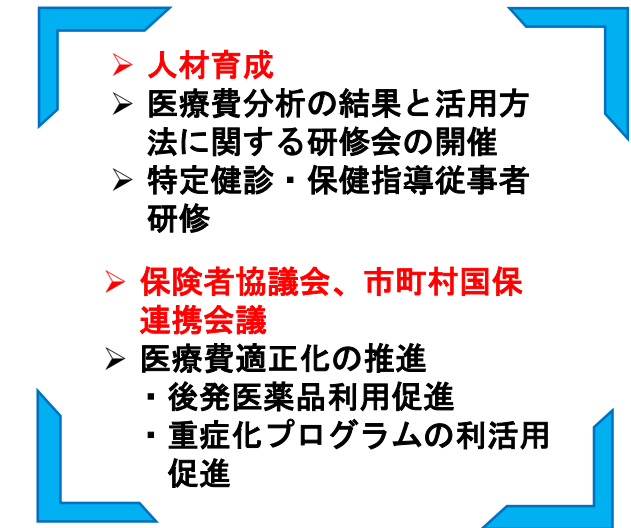 ➢ 人材育成
➢ 医療費分析の結果と活用方
法に関する研修会の開催
➢ 特定健診・保健指導従事者
研修
➢ 保険者協議会、市町村国保
連携会議
➢ 医療費適正化の推進
・後発医薬品利用促進
・重症化プログラムの利活用
促進